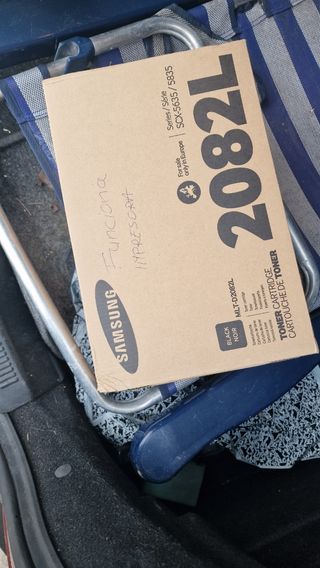 SAMSUNG
Funciona
IMPRESORA
For sale
only in Europe
Series / Série
SCX-5635 / 5835
2082L
BLACK
NOIR
MLT-D2082L
TONER CARTRIDGE
CARTOUCHE DE TONER